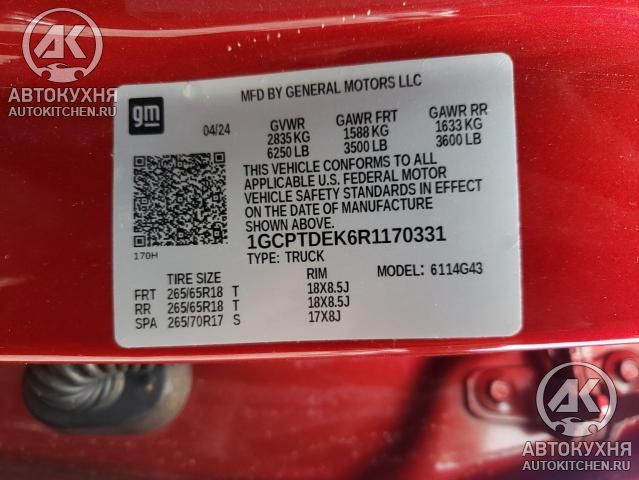 AK
АВТОКУХНЯ
AUTOKITCHEN.RU
gm
MFD BY GENERAL MOTORS LLC
04/24
GVWR GAWR FRT GAWR RR
2835 KG 1588 KG 1633 KG
6250 LB 3500 LB 3600 LB
THIS VEHICLE CONFORMS TO ALL
APPLICABLE U.S. FEDERAL MOTOR
VEHICLE SAFETY STANDARDS IN EFFECT
ON THE DATE OF MANUFACTURE
SHOWN ABOVE.
1GCPTDEK6R1170331
170H
TYPE: TRUCK
TIRE SIZE RIM MODEL: 6114G43
FRT 265/65R18 T 18X8.5J
RR 265/65R18 T 18X8.5J
SPA 265/70R17 S 17X8J
AK
АВТОКУХНЯ
AUTOKITCHEN.RU